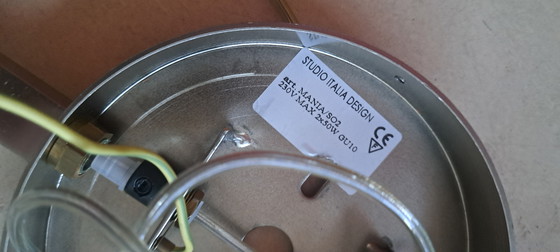 STUDIO ITALIA DESIGN
art. MANIA/SO2
230V MAX 2x50W GU10
CE
F